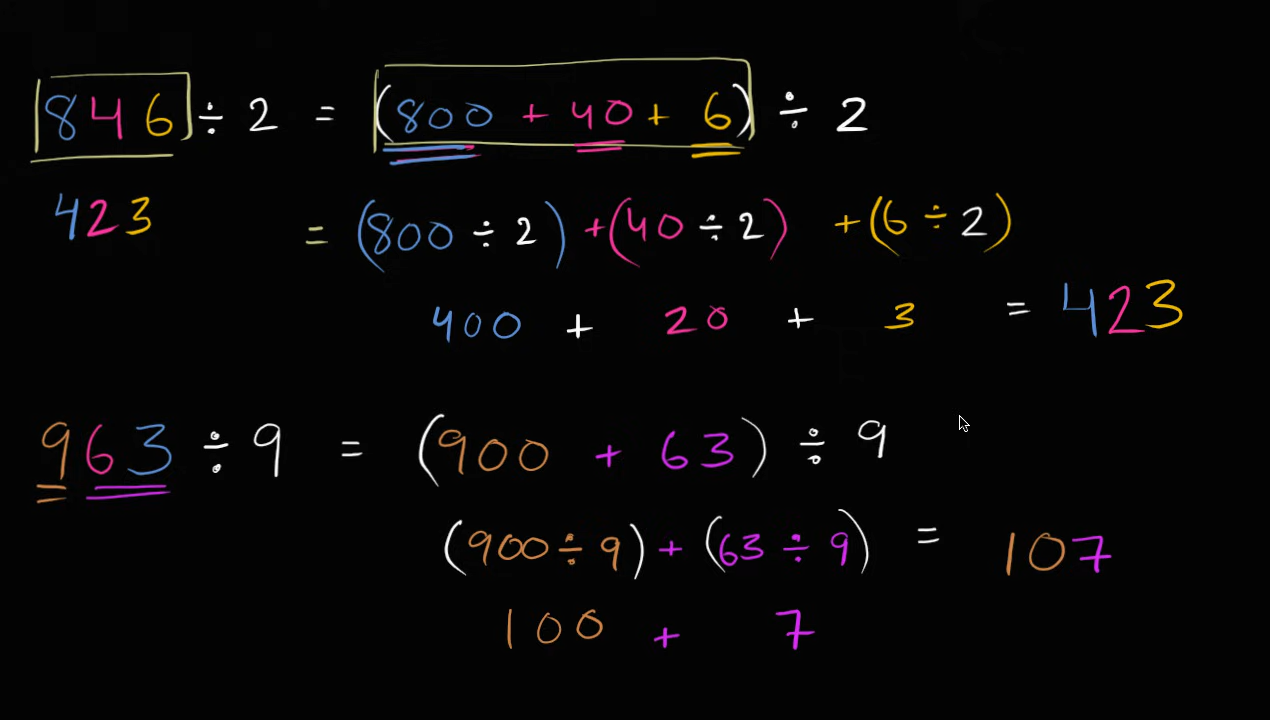 846 ÷ 2 = (800 + 40 + 6) ÷ 2
423 = (800 ÷ 2) + (40 ÷ 2) + (6 ÷ 2)
400 + 20 + 3 = 423
963 ÷ 9 = (900 + 63) ÷ 9
(900 ÷ 9) + (63 ÷ 9) = 107
100 + 7